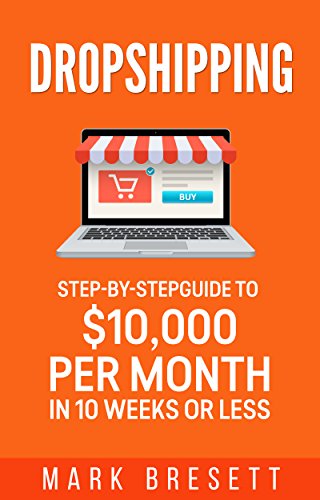 DROPSHIPPING
BUY
STEP-BY-STEPGUIDE TO
$10,000
PER MONTH
IN 10 WEEKS OR LESS
MARK BRESETT